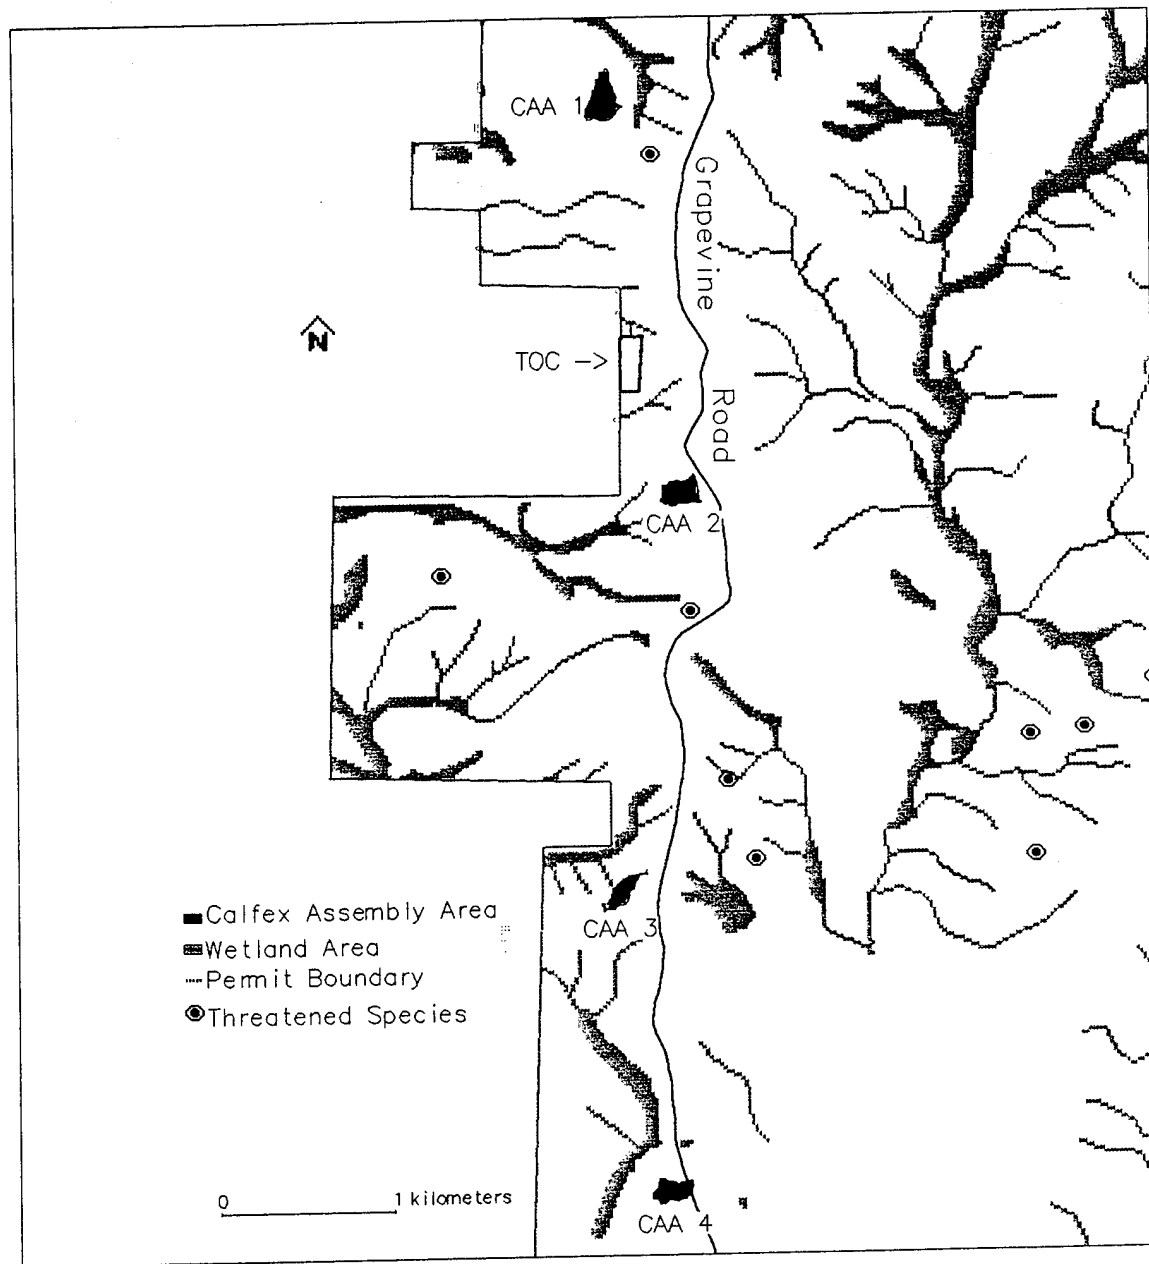 CAA 1
Grapevine
N
TOC ->
Road
CAA 2
Calfex Assembly Area
Wetland Area
Permit Boundary
Threatened Species
CAA 3
0 1 kilometers
CAA 4